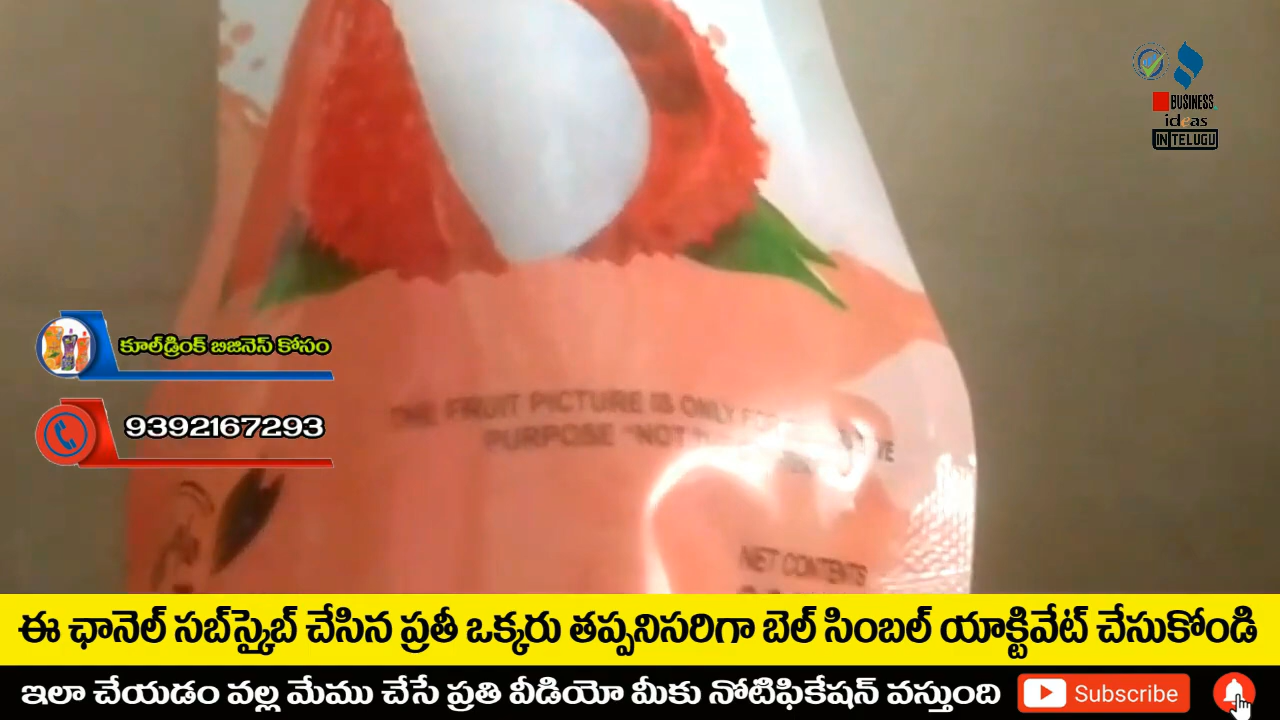 BUSINESS
ideas
IN TELUGU
కూల్‌డ్రింక్ బిజినెస్ కోసం
9392167293
THE FRUIT PICTURE IS ONLY
PURPOSE "NOT
NET CONTENTS
ఈ ఛానెల్ సబ్‌స్క్రైబ్ చేసిన ప్రతీ ఒక్కరు తప్పనిసరిగా బెల్ సింబల్ యాక్టివేట్ చేసుకోండి
ఇలా చేయడం వల్ల మేము చేసే ప్రతి వీడియో మీకు నోటిఫికేషన్ వస్తుంది
Subscribe